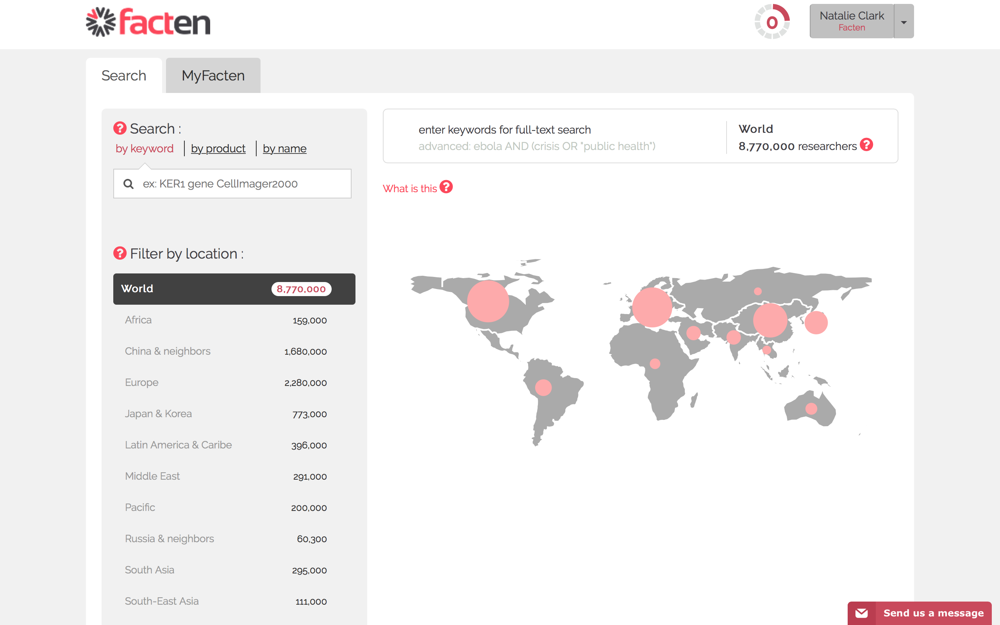 facten
0
Natalie Clark
Facten
Search
MyFacten
? Search :
by keyword | by product | by name
ex: KER1 gene CellImager2000
enter keywords for full-text search
advanced: ebola AND (crisis OR "public health")
World
8,770,000 researchers ?
What is this ?
? Filter by location :
World 8,770,000
Africa 159,000
China & neighbors 1,680,000
Europe 2,280,000
Japan & Korea 773,000
Latin America & Caribe 396,000
Middle East 291,000
Pacific 200,000
Russia & neighbors 60,300
South Asia 295,000
South-East Asia 111,000
Send us a message